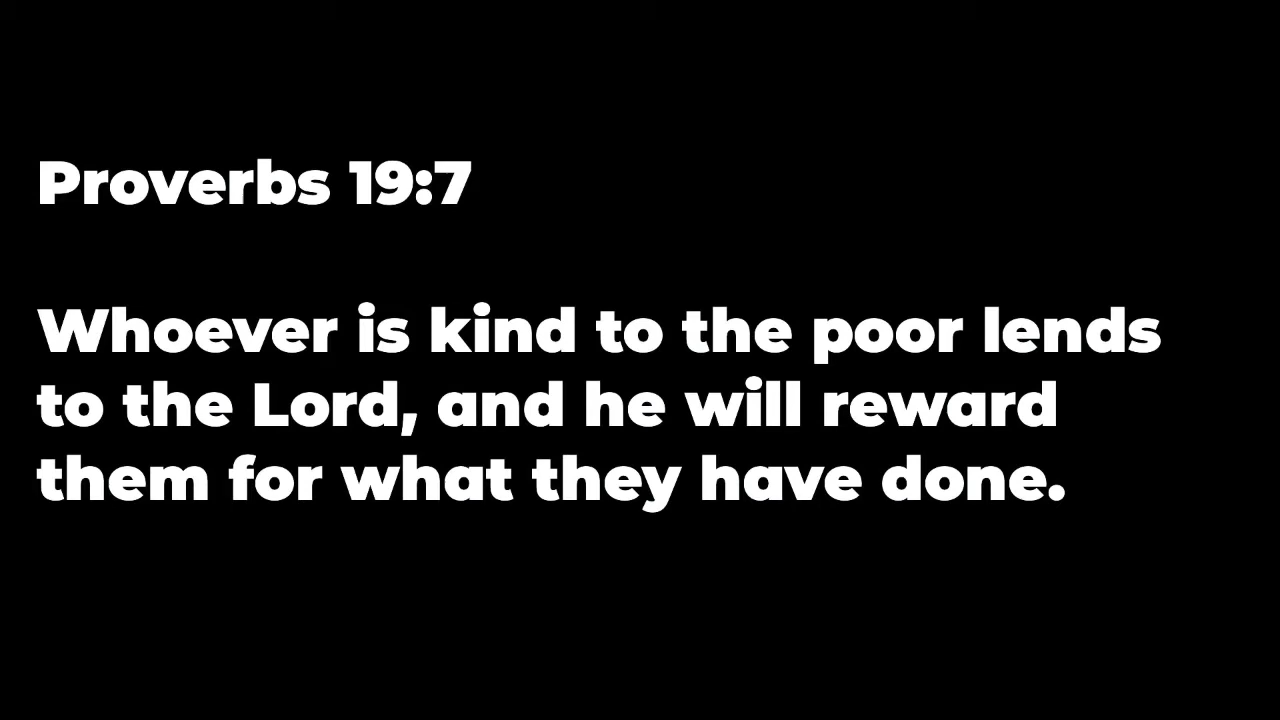 Proverbs 19:7
Whoever is kind to the poor lends
to the Lord, and he will reward
them for what they have done.